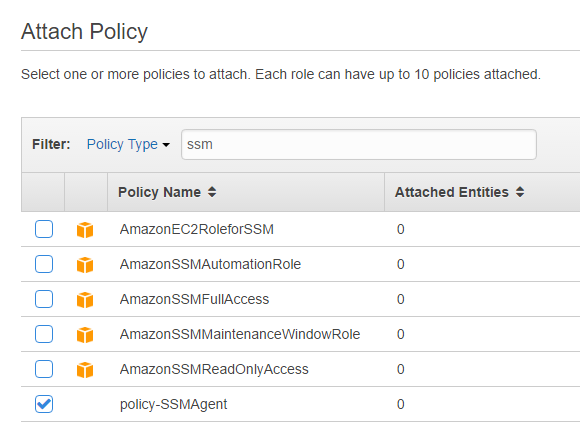 Attach Policy
Select one or more policies to attach. Each role can have up to 10 policies attached.
Filter: Policy Type ssm
Policy Name Attached Entities
AmazonEC2RoleforSSM 0
AmazonSSMAutomationRole 0
AmazonSSMFullAccess 0
AmazonSSMMaintenanceWindowRole 0
AmazonSSMReadOnlyAccess 0
policy-SSMAgent 0